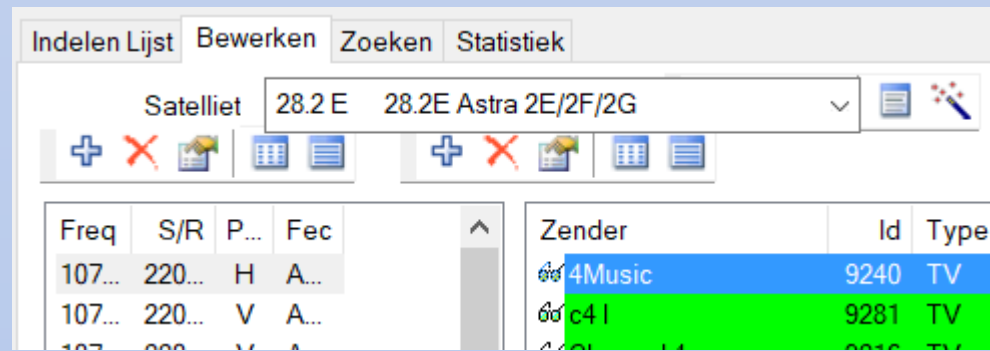 Indelen Lijst Bewerken Zoeken Statistiek
Satelliet 28.2 E 28.2E Astra 2E/2F/2G
Freq S/R P... Fec Zender Id Type
107... 220... H A... 4Music 9240 TV
107... 220... V A... c4 l 9281 TV